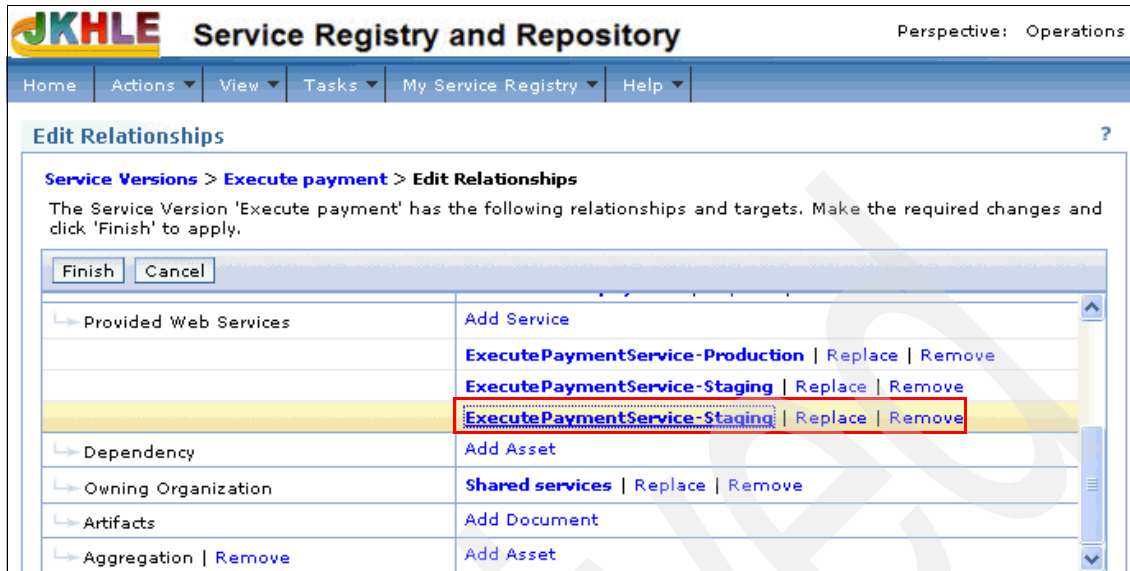 JKHLE Service Registry and Repository Perspective: Operations
Home Actions View Tasks My Service Registry Help
Edit Relationships ?
Service Versions > Execute payment > Edit Relationships
The Service Version 'Execute payment' has the following relationships and targets. Make the required changes and
click 'Finish' to apply.
Finish Cancel
Provided Web Services Add Service
ExecutePaymentService-Production | Replace | Remove
ExecutePaymentService-Staging | Replace | Remove
ExecutePaymentService-Staging | Replace | Remove
Dependency Add Asset
Owning Organization Shared services | Replace | Remove
Artifacts Add Document
Aggregation | Remove Add Asset